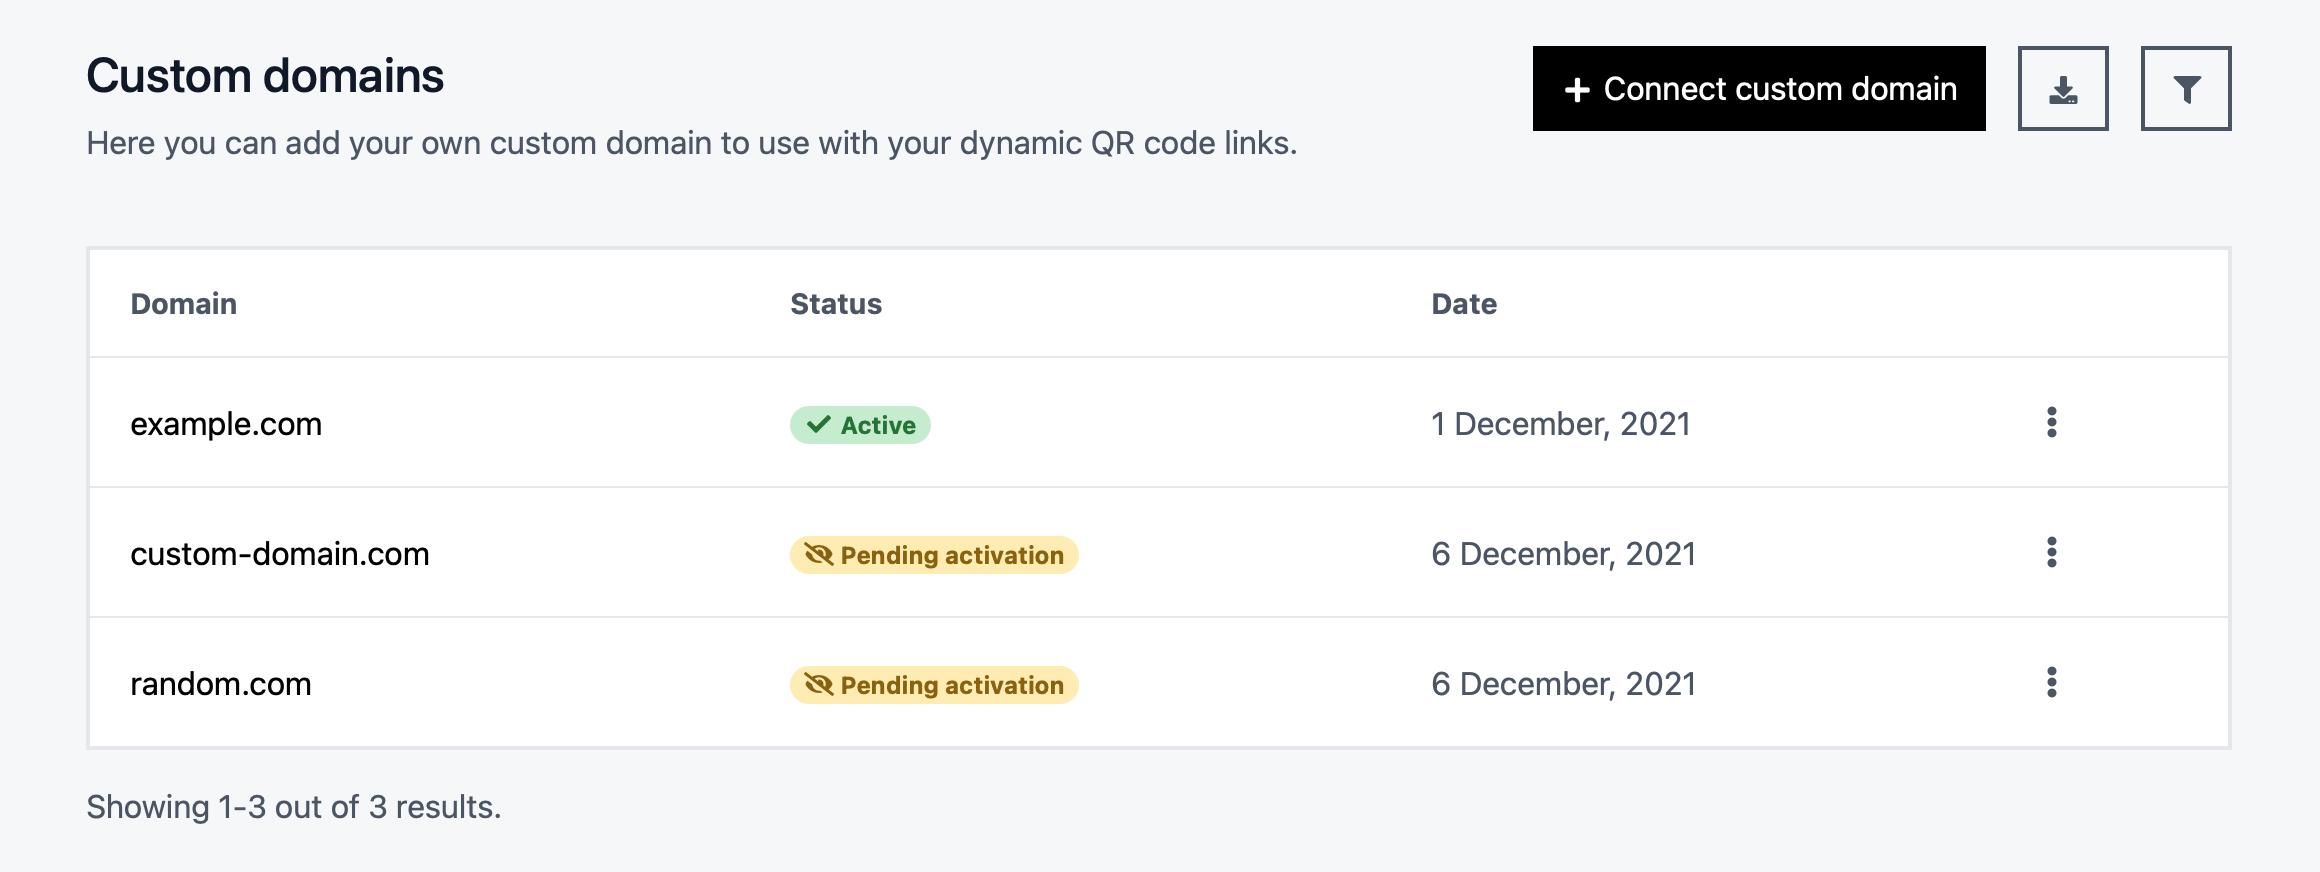 Custom domains
Connect custom domain
Here you can add your own custom domain to use with your dynamic QR code links.
Domain Status Date
example.com Active 1 December, 2021
custom-domain.com Pending activation 6 December, 2021
random.com Pending activation 6 December, 2021
Showing 1-3 out of 3 results.